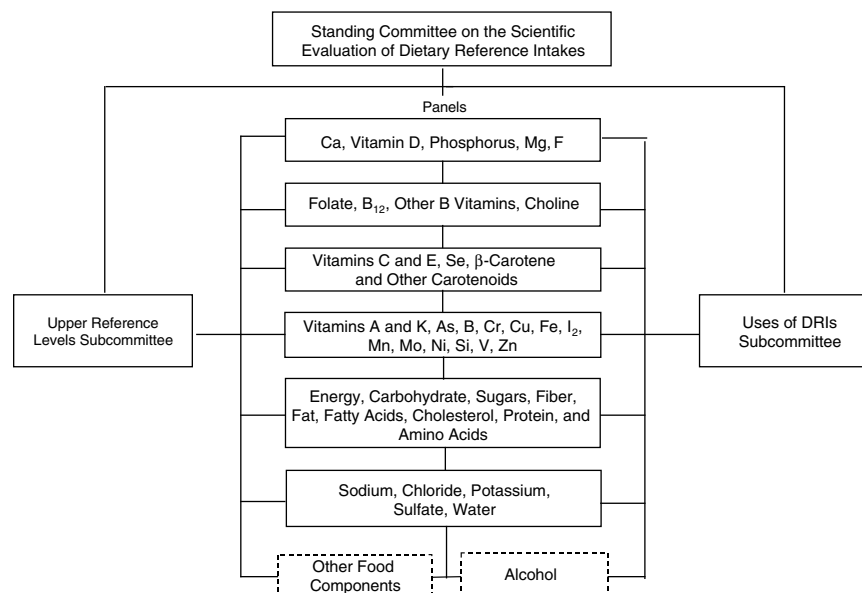 Standing Committee on the Scientific
Evaluation of Dietary Reference Intakes
Panels
Ca, Vitamin D, Phosphorus, Mg, F
Folate, B₁₂, Other B Vitamins, Choline
Vitamins C and E, Se, β-Carotene
and Other Carotenoids
Upper Reference
Levels Subcommittee
Vitamins A and K, As, B, Cr, Cu, Fe, I₂,
Mn, Mo, Ni, Si, V, Zn
Uses of DRIs
Subcommittee
Energy, Carbohydrate, Sugars, Fiber,
Fat, Fatty Acids, Cholesterol, Protein, and
Amino Acids
Sodium, Chloride, Potassium,
Sulfate, Water
Other Food
Components
Alcohol